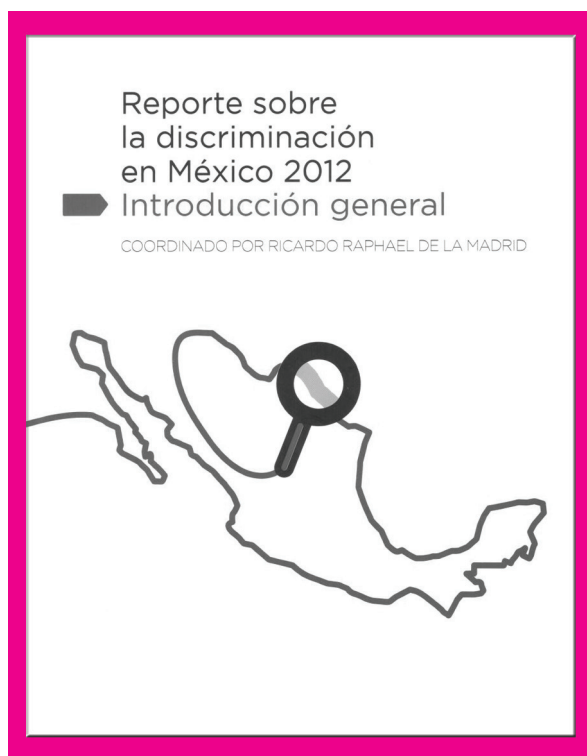 Reporte sobre
la discriminación
en México 2012
Introducción general
COORDINADO POR RICARDO RAPHAEL DE LA MADRID